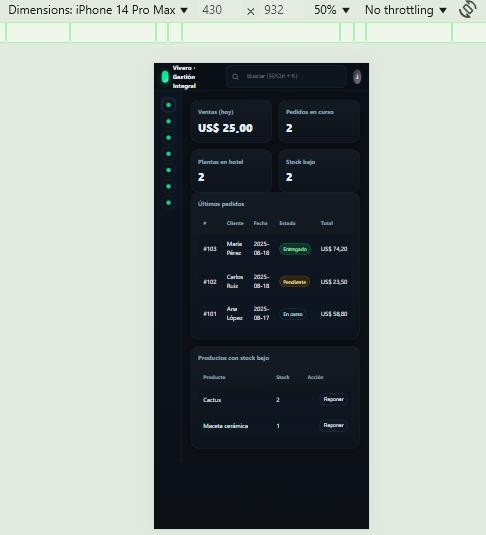 Dimensions: iPhone 14 Pro Max ▼ 430 × 932 50% ▼ No throttling ▼
Vivero · Gestión Integral
Buscar (⌘/Ctrl + K)
J
Ventas (hoy)
US$ 25,00
Pedidos en curso
2
Plantas en hotel
2
Stock bajo
2
Últimos pedidos
# Cliente Fecha Estado Total
#103 María Pérez 2025-08-18 Entregado US$ 74,20
#102 Carlos Ruiz 2025-08-18 Pendiente US$ 23,50
#101 Ana López 2025-08-17 En curso US$ 58,80
Productos con stock bajo
Producto Stock Acción
Cactus 2 Reponer
Maceta cerámica 1 Reponer